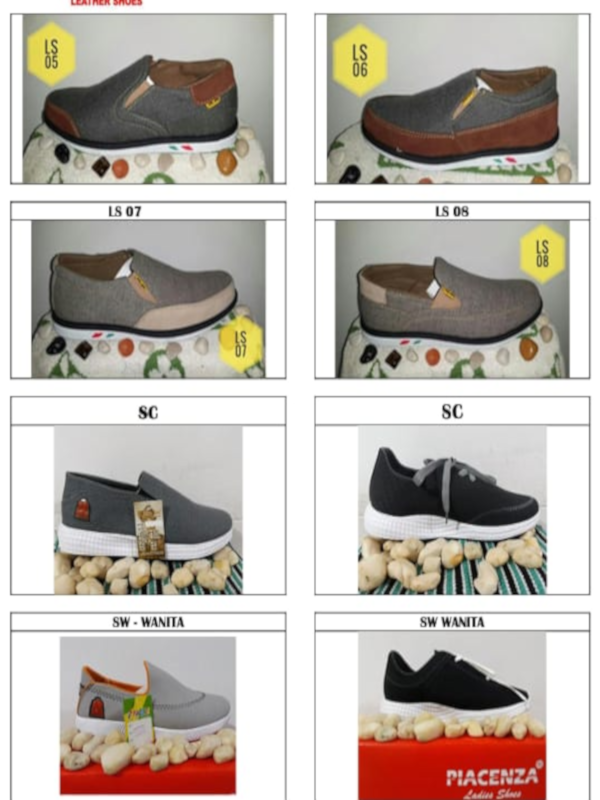 LEATHER SHOES
LS
05
LS
06
LS 07
LS 08
LS
07
LS
08
SC
SC
SW - WANITA
SW WANITA
PIACENZA
Ladies Shoes